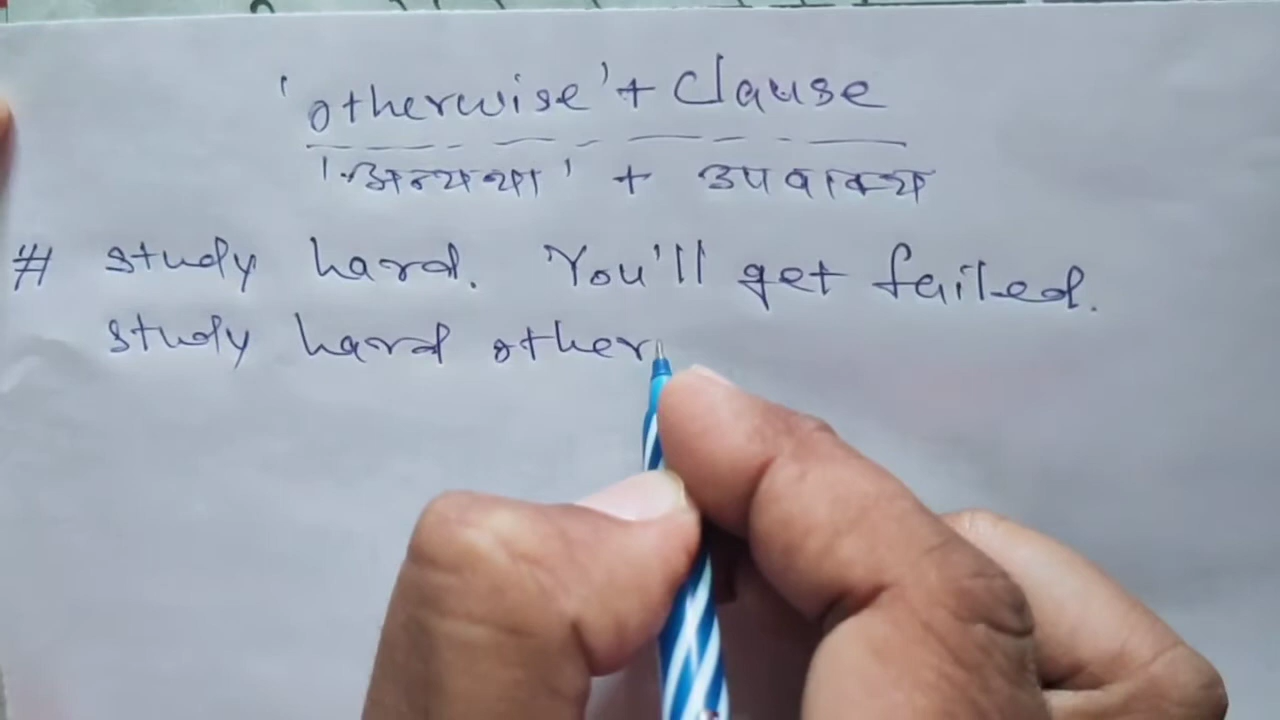 'otherwise' + Clause
'अन्यथा' + उपवाक्य
# study hard. You'll get failed.
study hard other